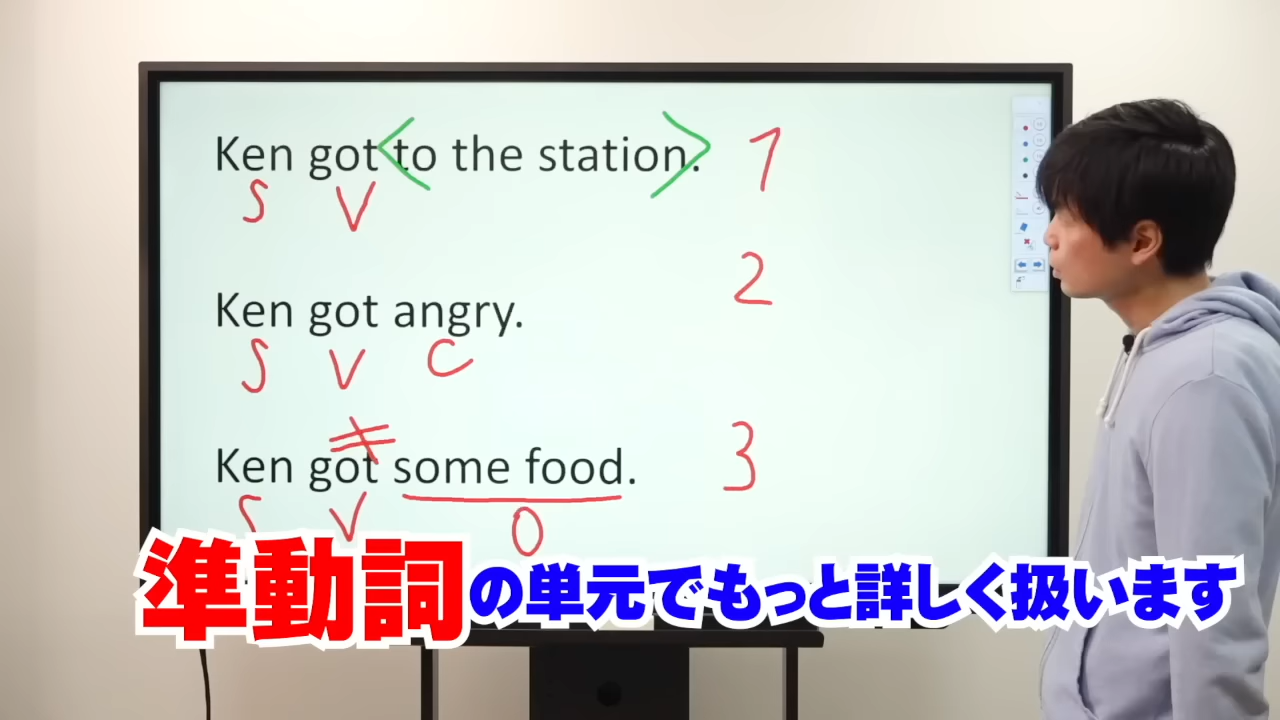 Ken got <to the station.> 1
S V
2
Ken got angry.
S V C
≠
Ken got some food. 3
S V O
準動詞の単元でもっと詳しく扱います